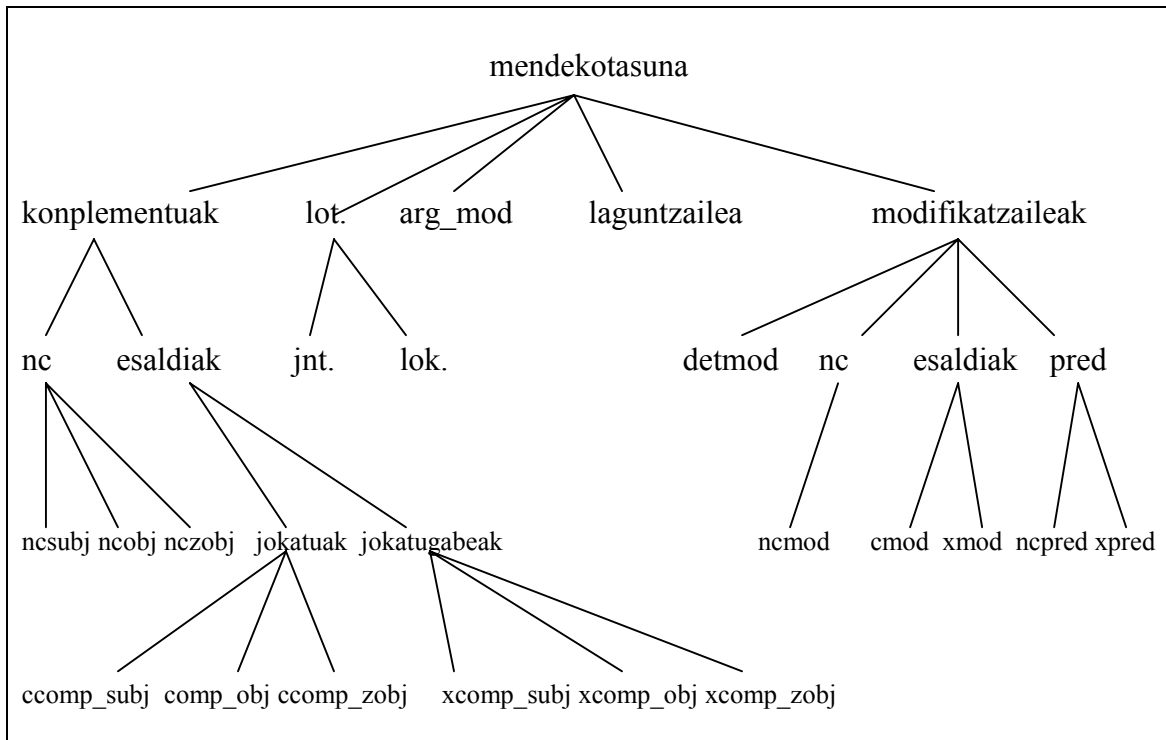 mendekotasuna
konplementuak lot. arg_mod laguntzailea modifikatzaileak
nc esaldiak jnt. lok. detmod nc esaldiak pred
ncsubj ncobj nczobj jokatuak jokatugabeak ncmod cmod xmod ncpred xpred
ccomp_subj comp_obj ccomp_zobj xcomp_subj xcomp_obj xcomp_zobj